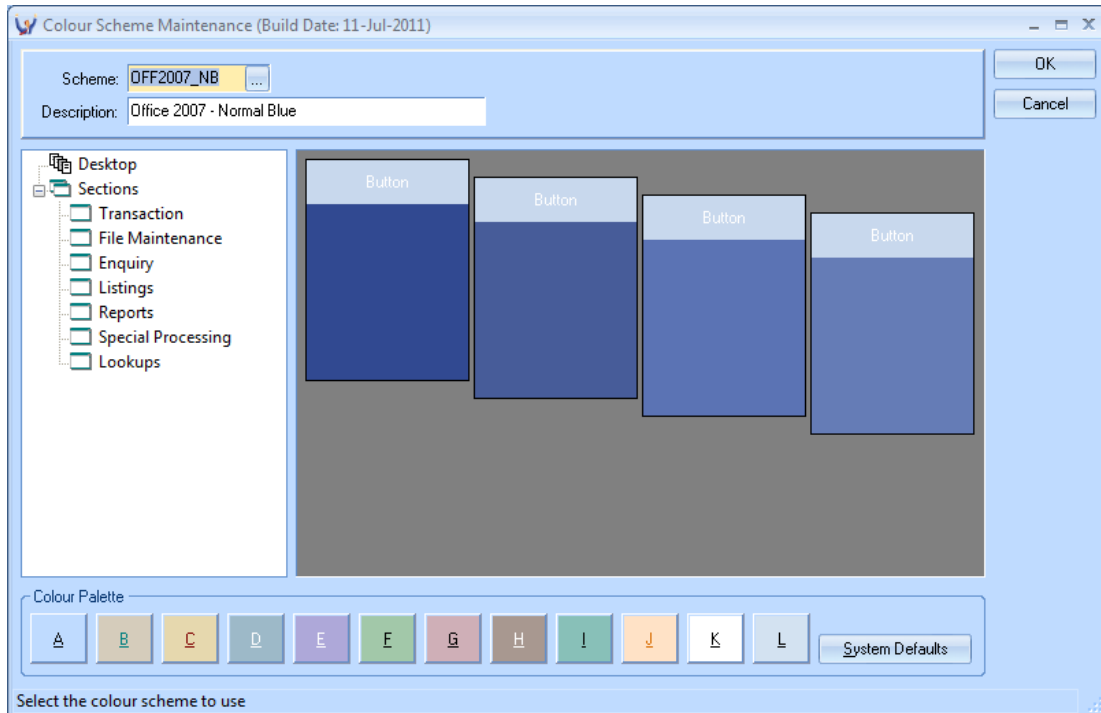 Colour Scheme Maintenance (Build Date: 11-Jul-2011)
Scheme: OFF2007_NB ...
OK
Description: Office 2007 - Normal Blue
Cancel
Desktop
Sections
Transaction
File Maintenance
Enquiry
Listings
Reports
Special Processing
Lookups
Button
Button
Button
Button
Colour Palette
A B C D E F G H I J K L System Defaults
Select the colour scheme to use